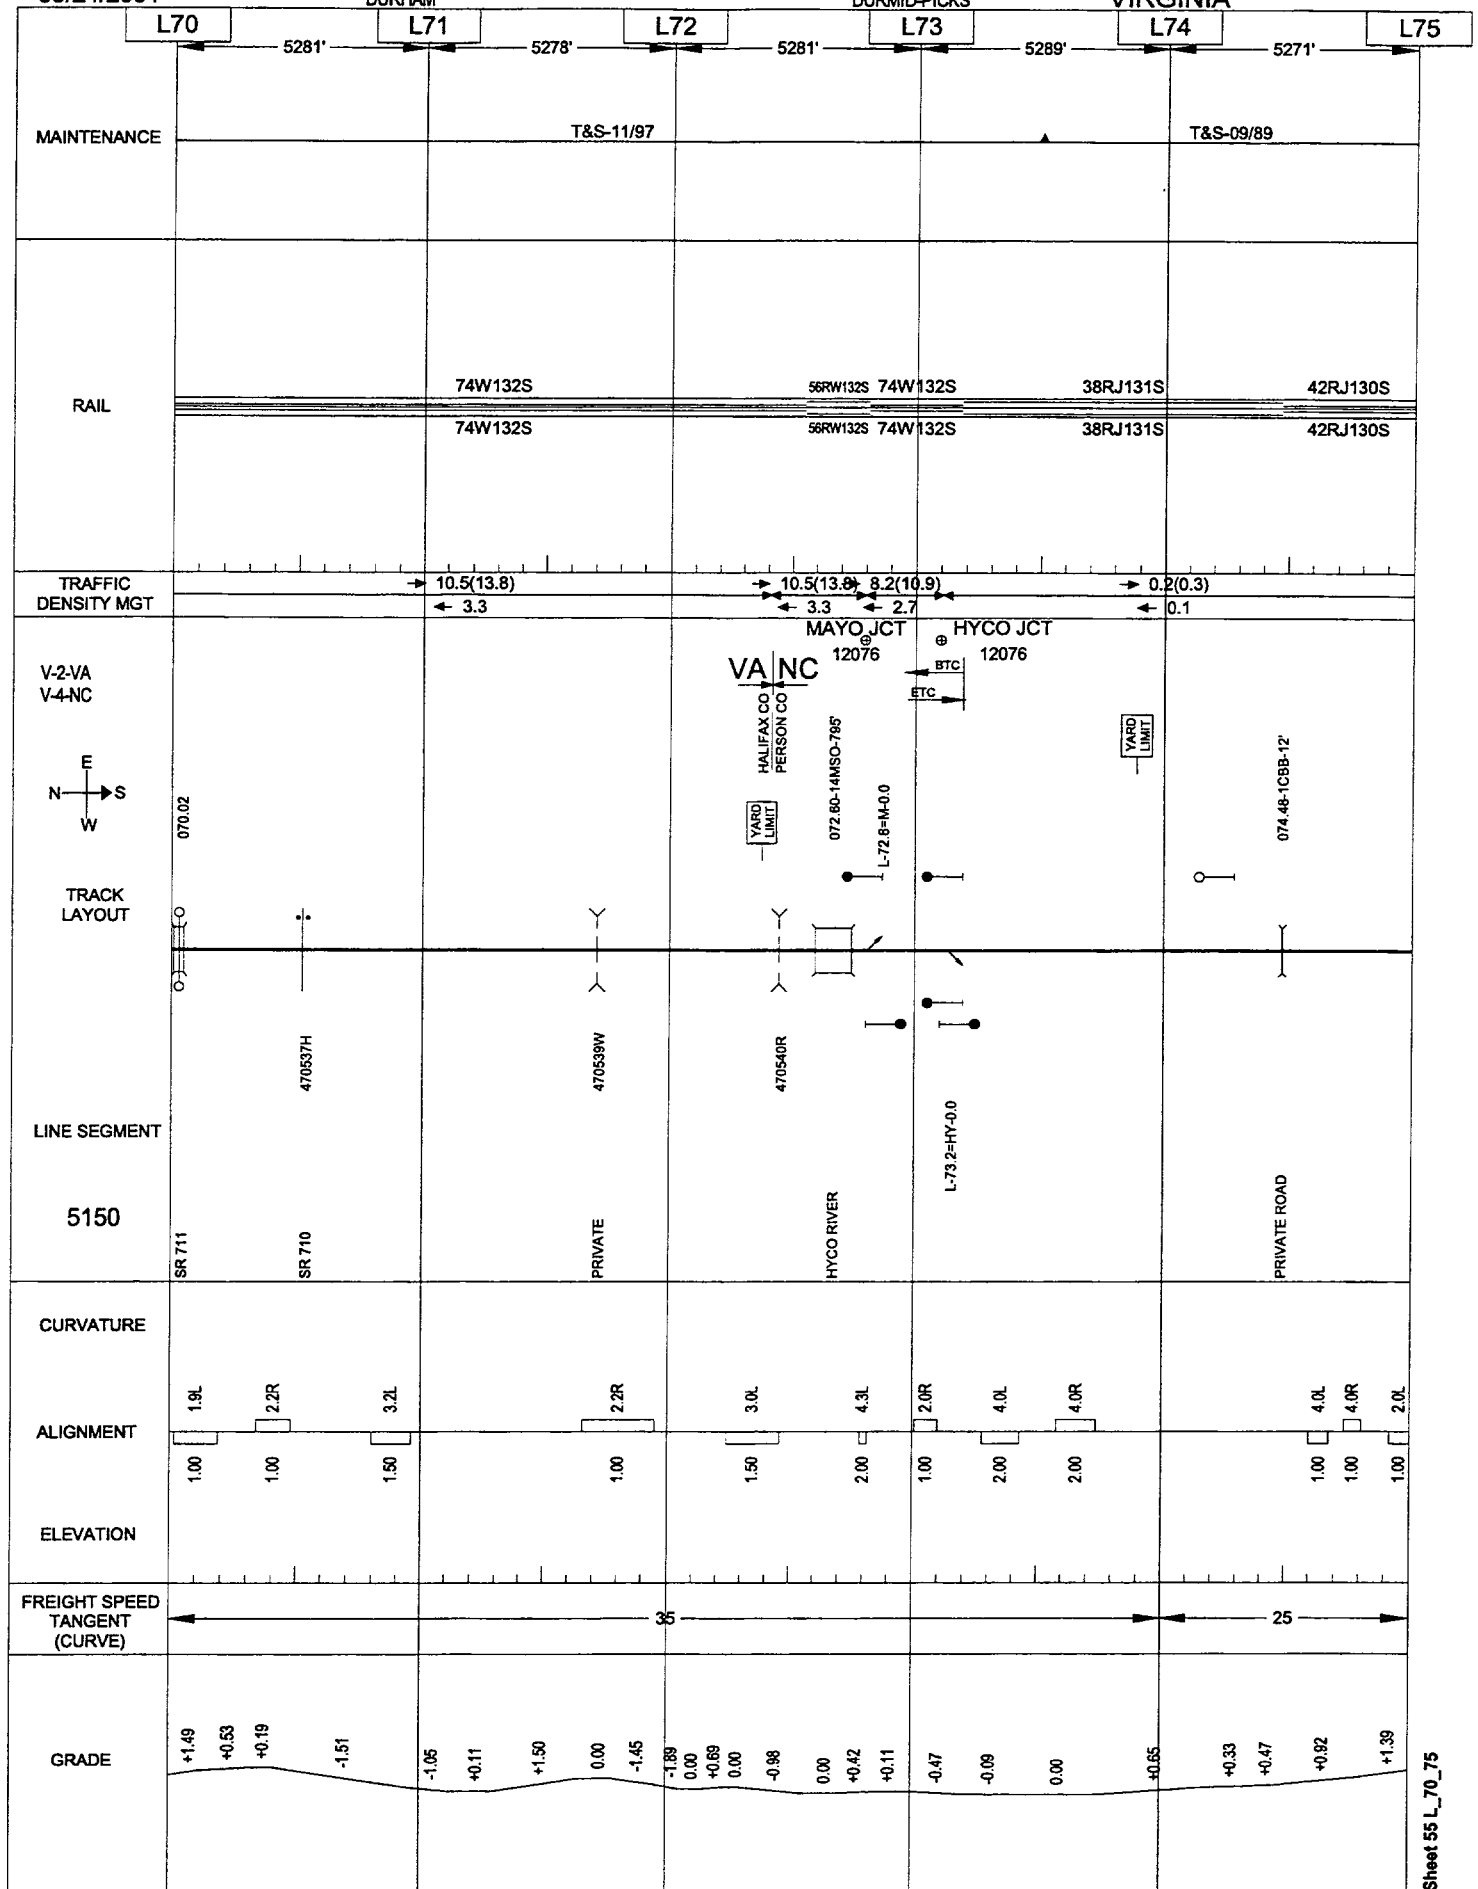 DURHAM DURMID-PICKS VIRGINIA
L70 L71 L72 L73 L74 L75
5281' 5278' 5281' 5289' 5271'
MAINTENANCE T&S-11/97 T&S-09/89
74W132S 56RW132S 74W132S 38RJ131S 42RJ130S
RAIL
74W132S 56RW132S 74W132S 38RJ131S 42RJ130S
TRAFFIC
DENSITY MGT
10.5(13.8) 10.5(13.8) 8.2(10.9) 0.2(0.3)
3.3 3.3 2.7 0.1
MAYO JCT HYCO JCT
12076 12076
VA NC
BTC
ETC
V-2-VA
V-4-NC
HALIFAX CO
PERSON CO
YARD
LIMIT
YARD
LIMIT
E
N S
W
070.02
072.60-14MSO-795'
L-72.8=M-0.0
074.48-1CBB-12'
TRACK
LAYOUT
470537H
470539W
470540R
LINE SEGMENT
L-73.2=HY-0.0
5150
SR 711
SR 710
PRIVATE
HYCO RIVER
PRIVATE ROAD
CURVATURE
1.9L 2.2R 3.2L 2.2R 3.0L 4.3L 2.0R 4.0L 4.0R 4.0L 4.0R 2.0L
ALIGNMENT
1.00 1.00 1.50 1.00 1.50 2.00 1.00 2.00 2.00 1.00 1.00 1.00
ELEVATION
FREIGHT SPEED
TANGENT
(CURVE)
35 25
GRADE
+1.49 +0.53 +0.19 -1.51 -1.05 +0.11 +1.50 0.00 -1.45 -1.89 0.00 +0.69 0.00 -0.98 0.00 +0.42 +0.11 -0.47 -0.09 0.00 +0.65 +0.33 +0.47 +0.92 +1.39
Sheet 55 L_70_75